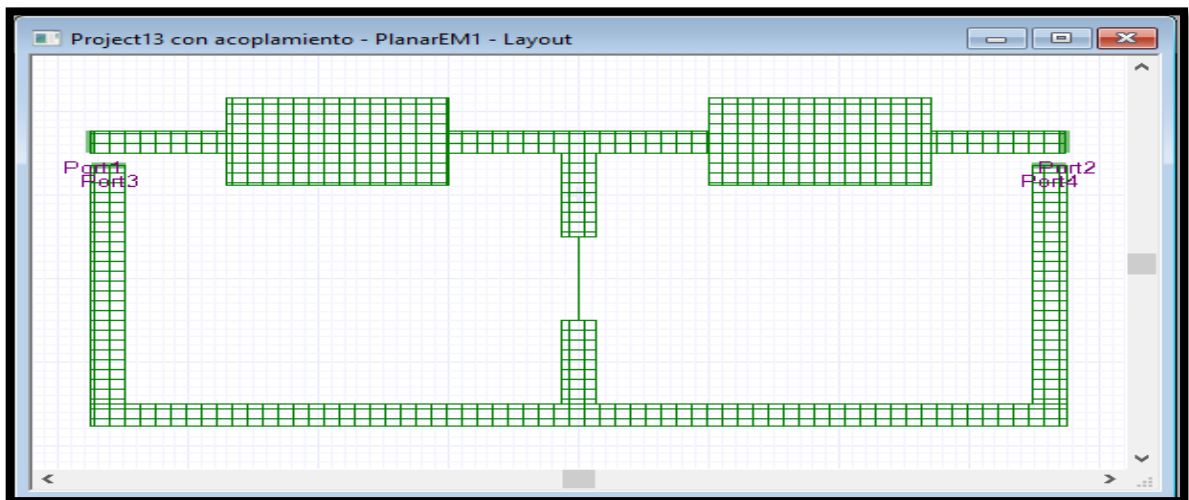 Project13 con acoplamiento - PlanarEM1 - Layout
Port1
Port2
Port3
Port4